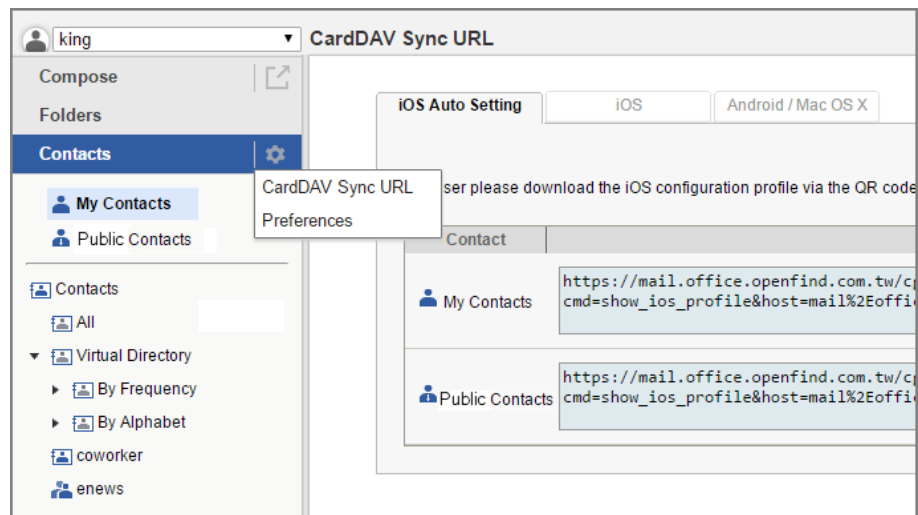 king
CardDAV Sync URL
Compose
Folders
Contacts
My Contacts
Public Contacts
Contacts
All
Virtual Directory
By Frequency
By Alphabet
coworker
enews
CardDAV Sync URL
Preferences
iOS Auto Setting
iOS
Android / Mac OS X
please download the iOS configuration profile via the QR code
Contact
My Contacts
https://mail.office.openfind.com.tw/c
cmd=show_ios_profile&host=mail%2Eoffi
Public Contacts
https://mail.office.openfind.com.tw/c
cmd=show_ios_profile&host=mail%2Eoffi